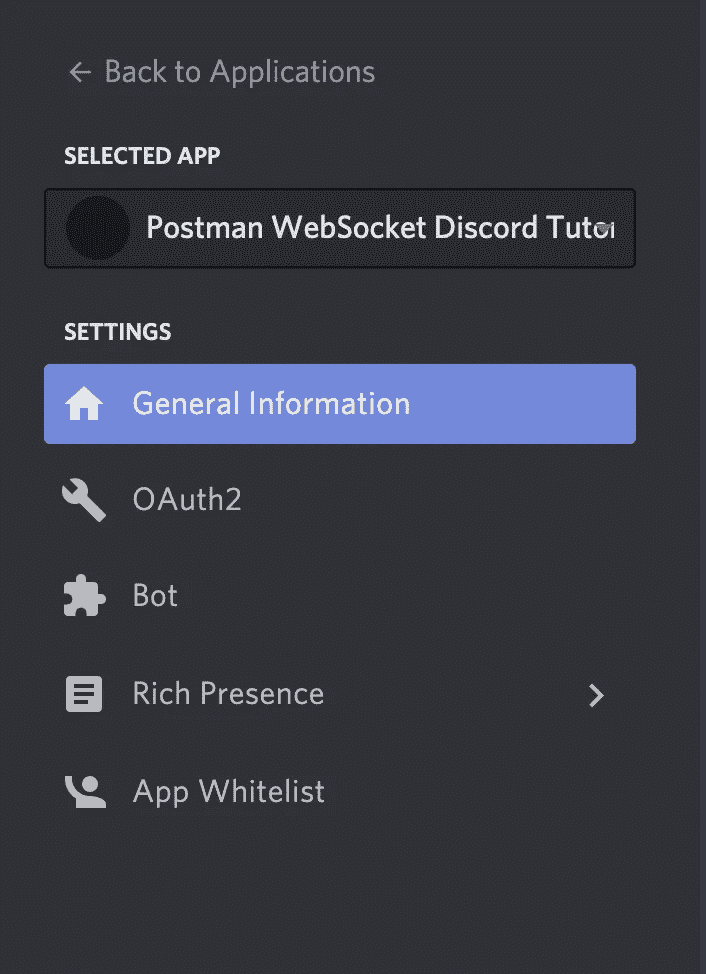 ← Back to Applications
SELECTED APP
Postman WebSocket Discord Tutor
SETTINGS
General Information
OAuth2
Bot
Rich Presence
App Whitelist